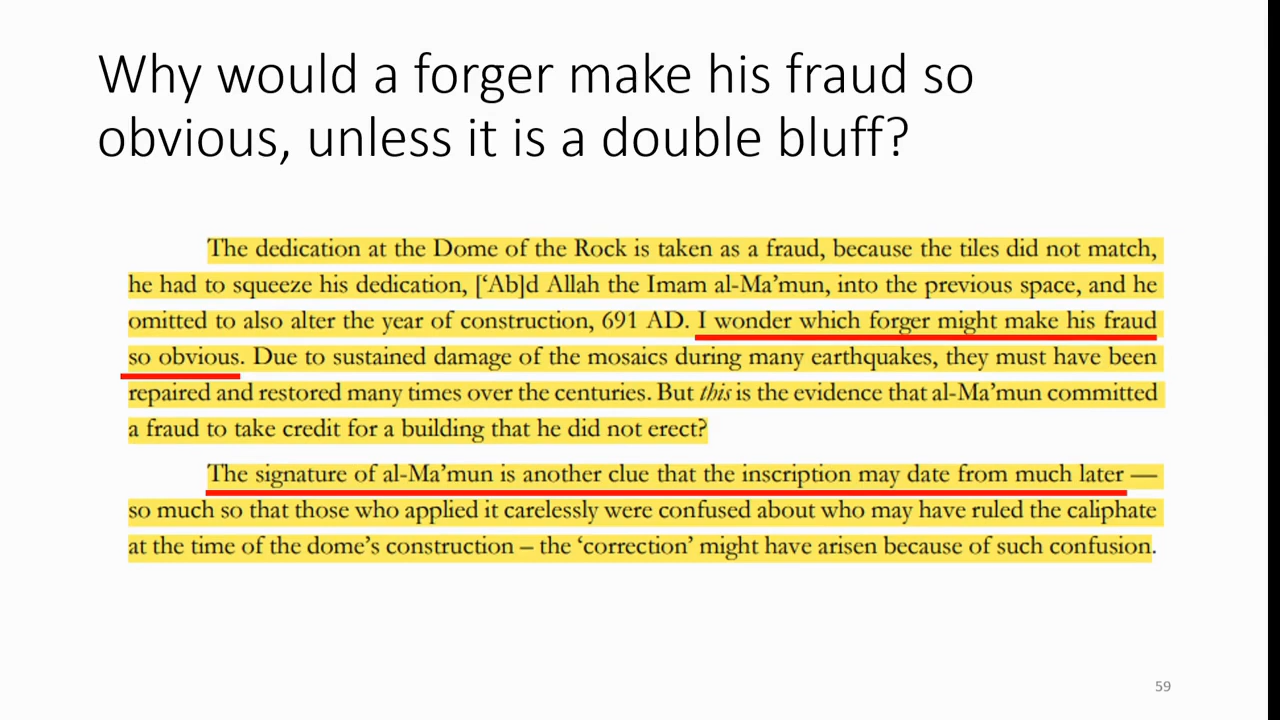 Why would a forger make his fraud so
obvious, unless it is a double bluff?
The dedication at the Dome of the Rock is taken as a fraud, because the tiles did not match,
he had to squeeze his dedication, [‘Ab]d Allah the Imam al-Ma’mun, into the previous space, and he
omitted to also alter the year of construction, 691 AD. I wonder which forger might make his fraud
so obvious. Due to sustained damage of the mosaics during many earthquakes, they must have been
repaired and restored many times over the centuries. But this is the evidence that al-Ma’mun committed
a fraud to take credit for a building that he did not erect?
The signature of al-Ma’mun is another clue that the inscription may date from much later —
so much so that those who applied it carelessly were confused about who may have ruled the caliphate
at the time of the dome’s construction – the ‘correction’ might have arisen because of such confusion.
59